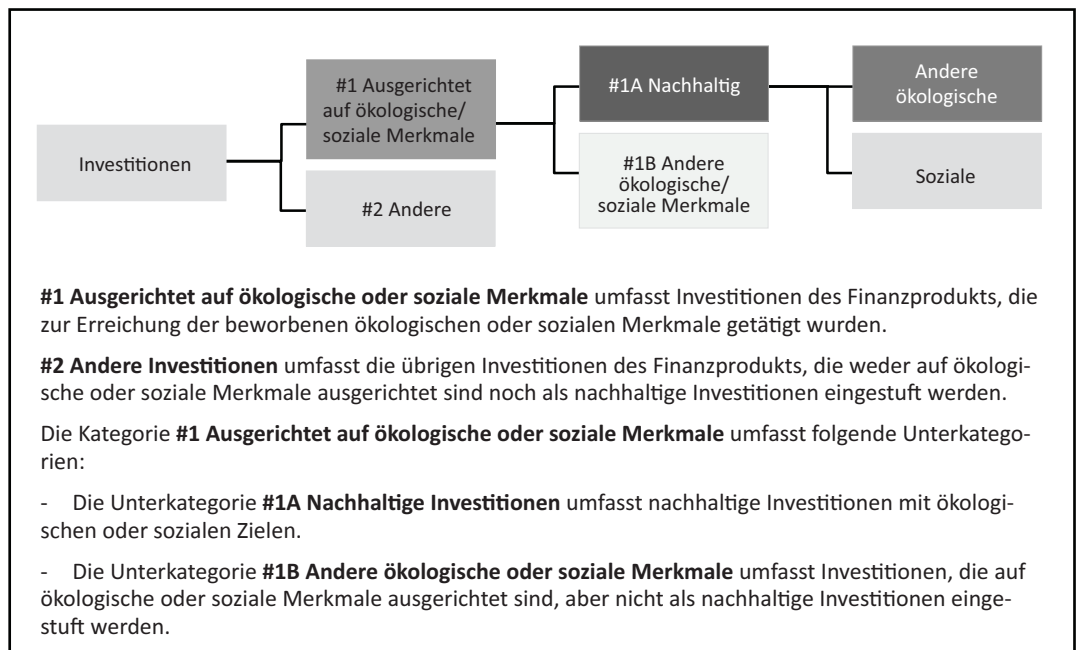 Investitionen
#1 Ausgerichtet
auf ökologische/
soziale Merkmale
#2 Andere
#1A Nachhaltig
#1B Andere
ökologische/
soziale Merkmale
Andere
ökologische
Soziale
#1 Ausgerichtet auf ökologische oder soziale Merkmale umfasst Investitionen des Finanzprodukts, die
zur Erreichung der beworbenen ökologischen oder sozialen Merkmale getätigt wurden.
#2 Andere Investitionen umfasst die übrigen Investitionen des Finanzprodukts, die weder auf ökologi-
sche oder soziale Merkmale ausgerichtet sind noch als nachhaltige Investitionen eingestuft werden.
Die Kategorie #1 Ausgerichtet auf ökologische oder soziale Merkmale umfasst folgende Unterkatego-
rien:
- Die Unterkategorie #1A Nachhaltige Investitionen umfasst nachhaltige Investitionen mit ökologi-
schen oder sozialen Zielen.
- Die Unterkategorie #1B Andere ökologische oder soziale Merkmale umfasst Investitionen, die auf
ökologische oder soziale Merkmale ausgerichtet sind, aber nicht als nachhaltige Investitionen einge-
stuft werden.